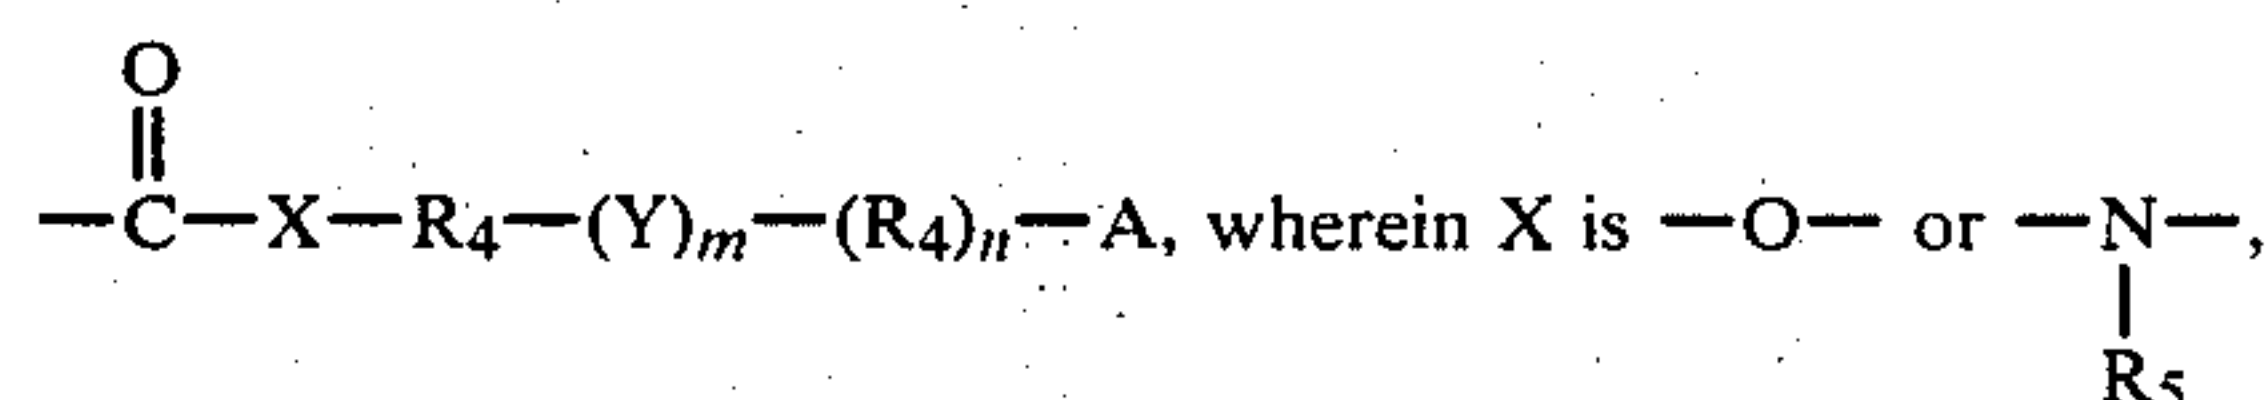 O
—C—X—R4—(Y)m—(R4)n—A, wherein X is —O— or —N—,
R5